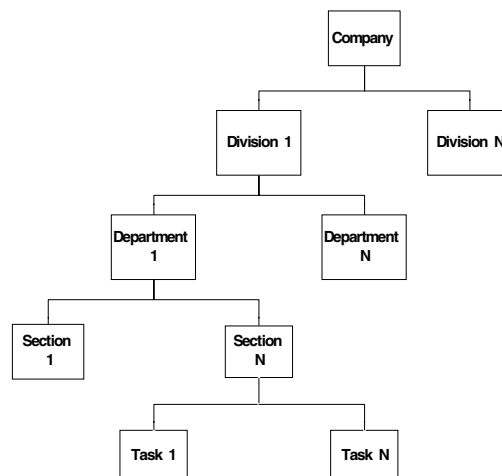 Company
Division 1
Division N
Department
1
Department
N
Section
1
Section
N
Task 1
Task N